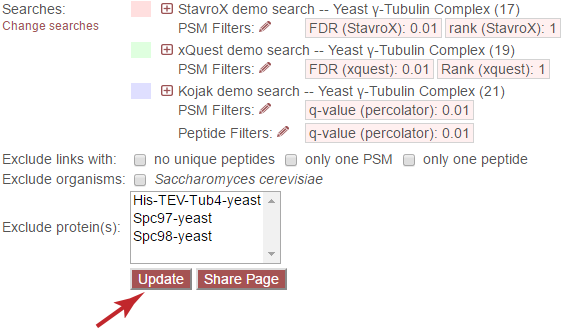 Searches: StavroX demo search -- Yeast γ-Tubulin Complex (17)
Change searches PSM Filters: FDR (StavroX): 0.01 rank (StavroX): 1
xQuest demo search -- Yeast γ-Tubulin Complex (19)
PSM Filters: FDR (xquest): 0.01 Rank (xquest): 1
Kojak demo search -- Yeast γ-Tubulin Complex (21)
PSM Filters: q-value (percolator): 0.01
Peptide Filters: q-value (percolator): 0.01
Exclude links with: no unique peptides only one PSM only one peptide
Exclude organisms: Saccharomyces cerevisiae
His-TEV-Tub4-yeast
Exclude protein(s): Spc97-yeast
Spc98-yeast
Update Share Page